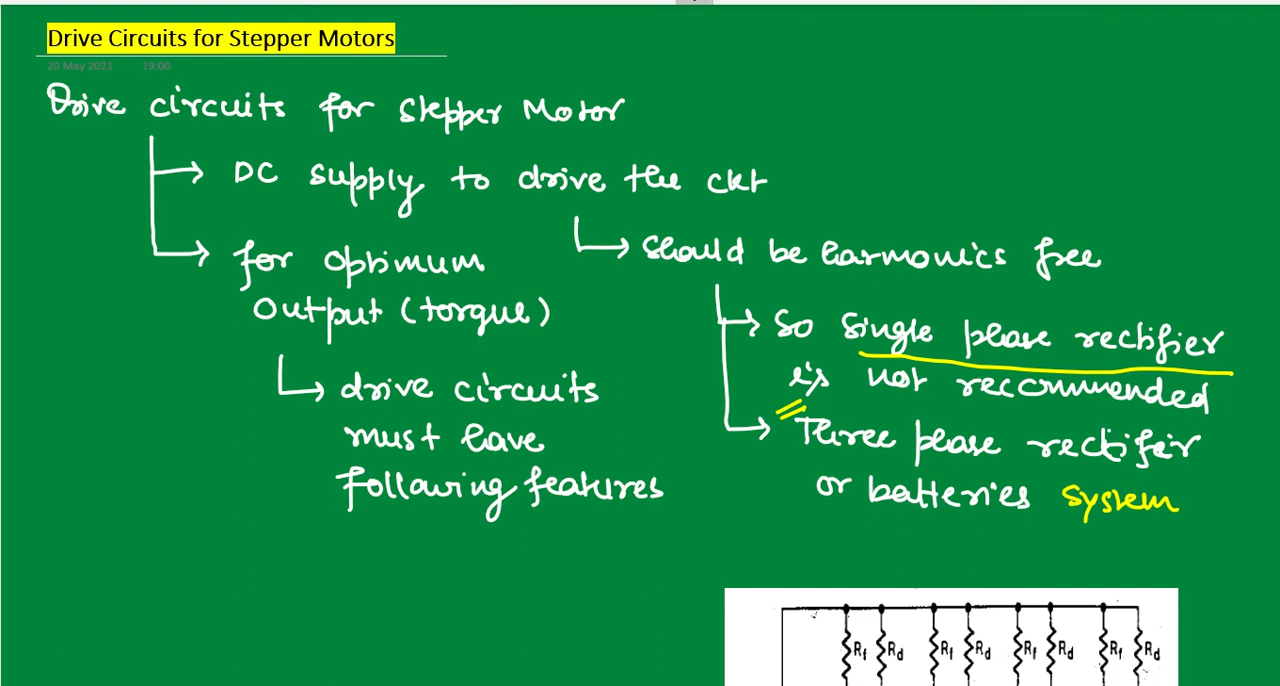 Drive Circuits for Stepper Motors
20 May 2021 19:00
Drive circuits for Stepper Motor
→ DC supply to drive the ckt
→ should be harmonics free
→ for optimum
output (torque)
→ drive circuits
must have
following features
→ So single phase rectifier
is not recommended
→ Three phase rectifier
or batteries system
Rf Rd Rf Rd Rf Rd Rf Rd